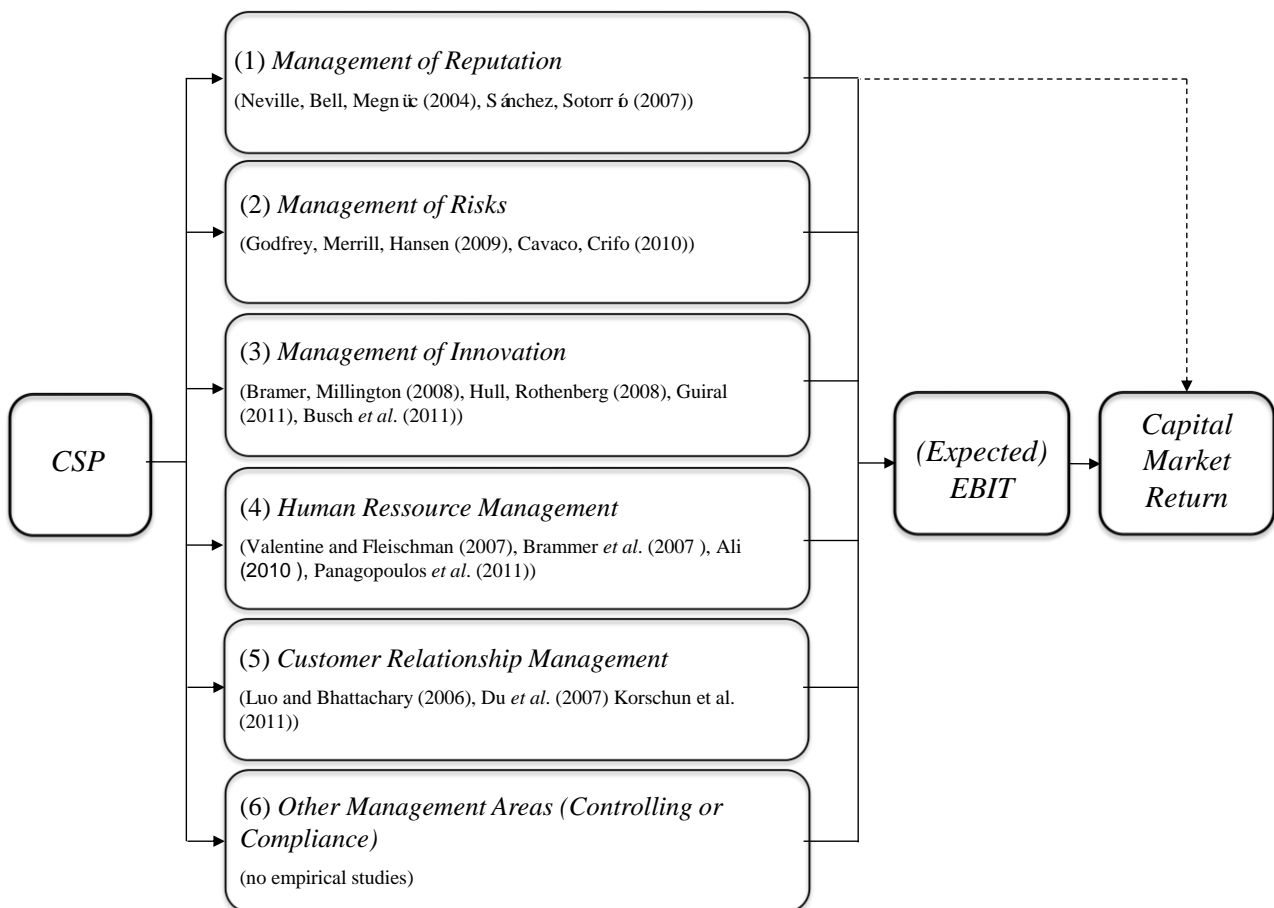 (1) Management of Reputation
(Neville, Bell, Megnüc (2004), Sánchez, Sotorrío (2007))
(2) Management of Risks
(Godfrey, Merrill, Hansen (2009), Cavaco, Crifo (2010))
(3) Management of Innovation
(Bramer, Millington (2008), Hull, Rothenberg (2008), Guiral
(2011), Busch et al. (2011))
CSP
(4) Human Ressource Management
(Valentine and Fleischman (2007), Brammer et al. (2007 ), Ali
(2010 ), Panagopoulos et al. (2011))
(5) Customer Relationship Management
(Luo and Bhattachary (2006), Du et al. (2007) Korschun et al.
(2011))
(6) Other Management Areas (Controlling or
Compliance)
(no empirical studies)
(Expected)
EBIT
Capital
Market
Return